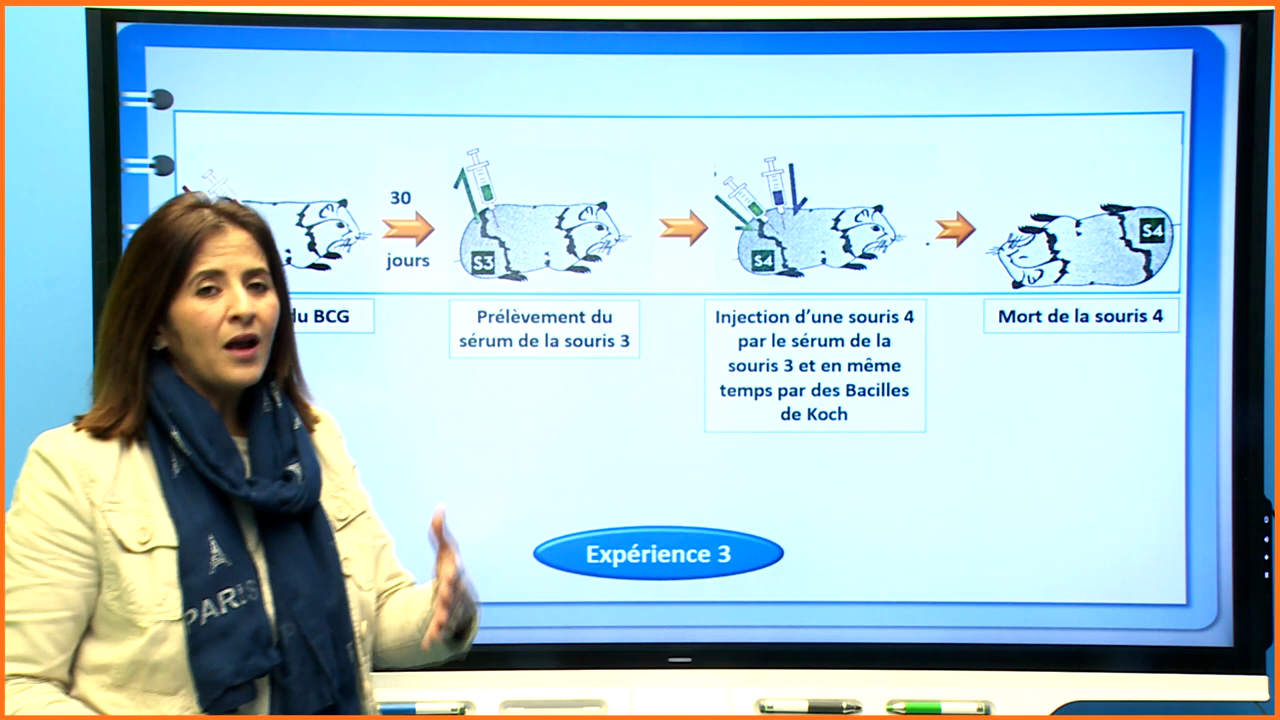 30
jours
S3
S4
S4
du BCG
Prélèvement du
sérum de la souris 3
Injection d'une souris 4
par le sérum de la
souris 3 et en même
temps par des Bacilles
de Koch
Mort de la souris 4
Expérience 3
PARIS